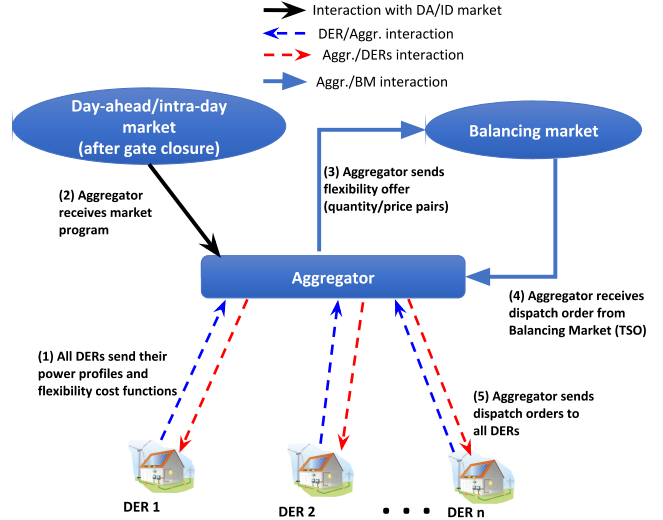 Interaction with DA/ID market
DER/Aggr. interaction
Aggr./DERs interaction
Aggr./BM interaction
Day-ahead/intra-day
market
(after gate closure)
Balancing market
(2) Aggregator
receives market
program
(3) Aggregator sends
flexibility offer
(quantity/price pairs)
Aggregator
(4) Aggregator receives
dispatch order from
Balancing Market (TSO)
(1) All DERs send their
power profiles and
flexibility cost functions
(5) Aggregator sends
dispatch orders to
all DERs
DER 1
DER 2
DER n